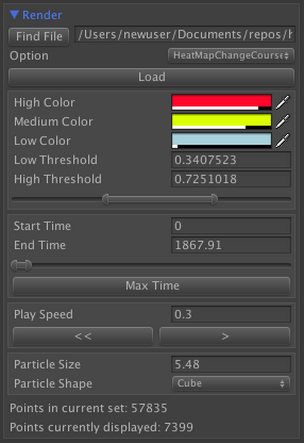 Render
Find File /Users/newuser/Documents/repos/h
Option HeatMapChangeCourse
Load
High Color
Medium Color
Low Color
Low Threshold 0.3407523
High Threshold 0.7251018
Start Time 0
End Time 1867.91
Max Time
Play Speed 0.3
<< >
Particle Size 5.48
Particle Shape Cube
Points in current set: 57835
Points currently displayed: 7399